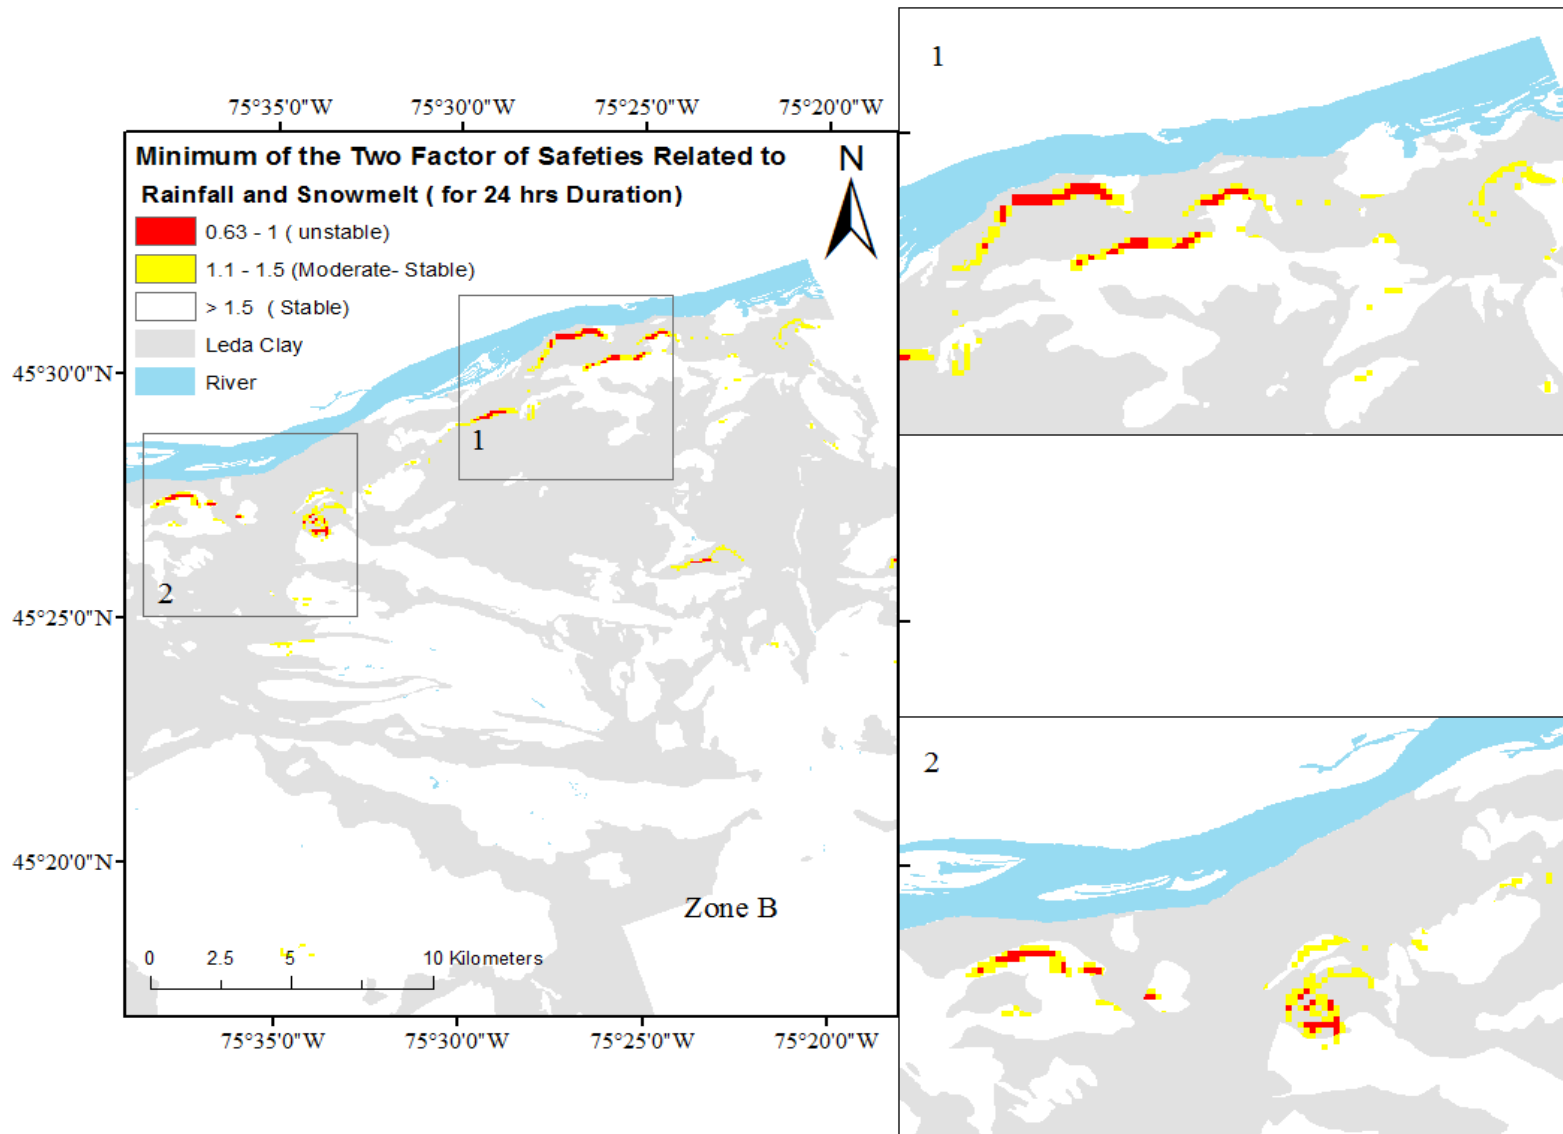 75°35'0"W 75°30'0"W 75°25'0"W 75°20'0"W
Minimum of the Two Factor of Safeties Related to
Rainfall and Snowmelt ( for 24 hrs Duration)
N
0.63 - 1 ( unstable)
1.1 - 1.5 (Moderate- Stable)
> 1.5 ( Stable)
Leda Clay
River
45°30'0"N
45°25'0"N
45°20'0"N
1
2
Zone B
0 2.5 5 10 Kilometers
75°35'0"W 75°30'0"W 75°25'0"W 75°20'0"W
1
2